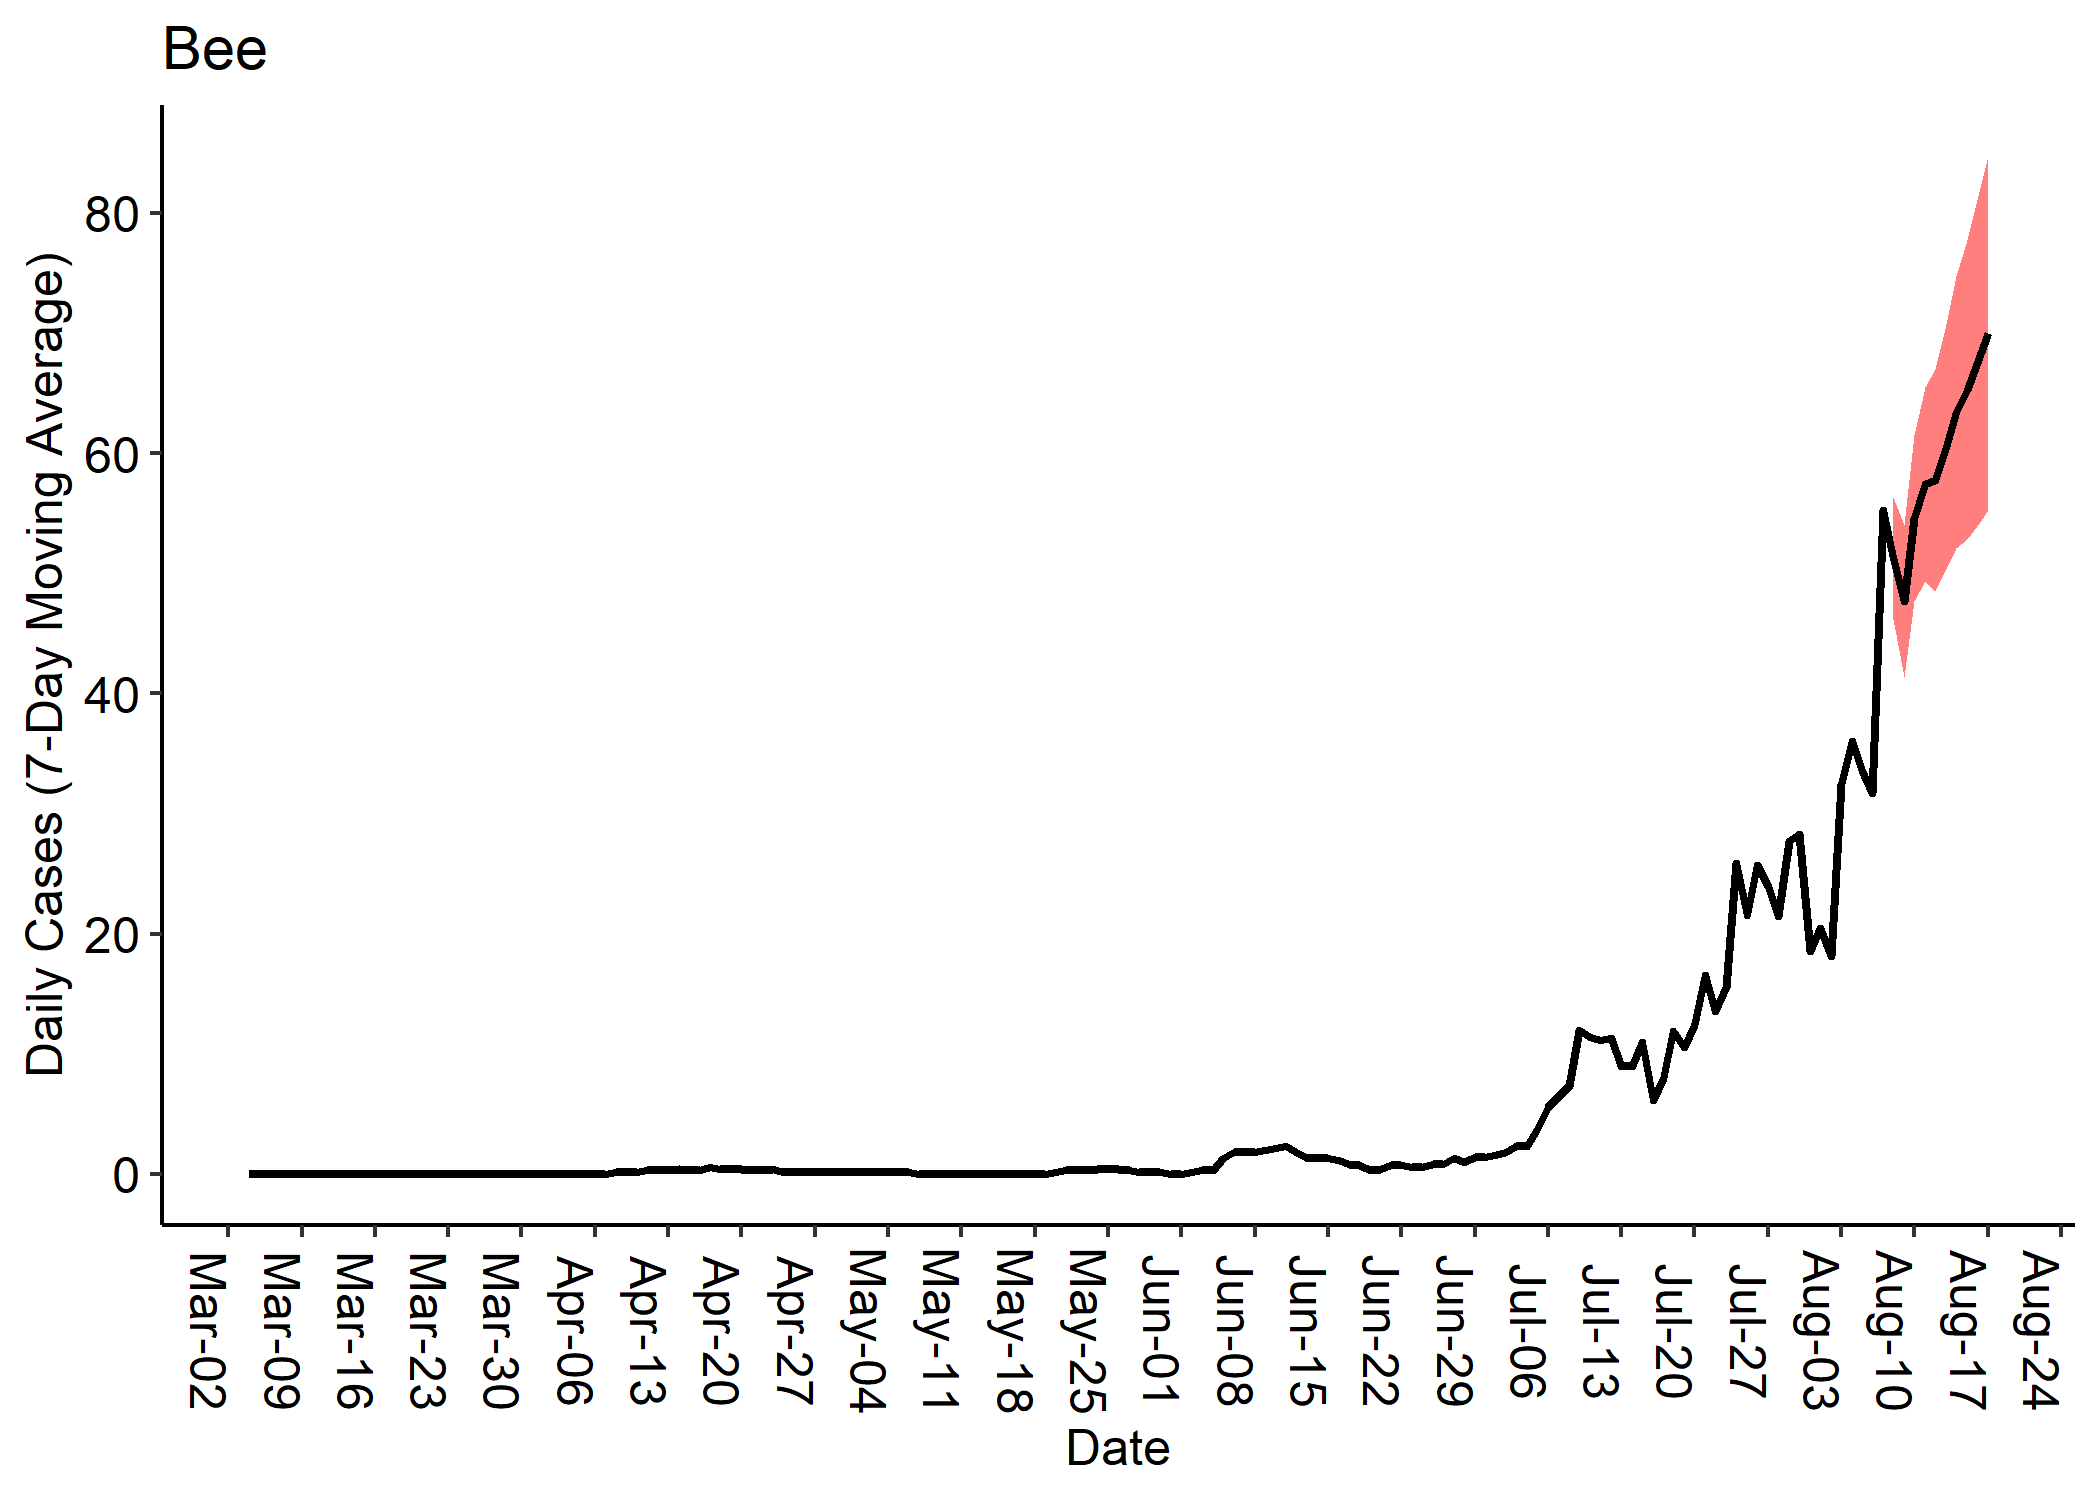 Bee
Daily Cases (7-Day Moving Average)
80
60
40
20
0
Mar-02
Mar-09
Mar-16
Mar-23
Mar-30
Apr-06
Apr-13
Apr-20
Apr-27
May-04
May-11
May-18
May-25
Jun-01
Jun-08
Jun-15
Jun-22
Jun-29
Jul-06
Jul-13
Jul-20
Jul-27
Aug-03
Aug-10
Aug-17
Aug-24
Date